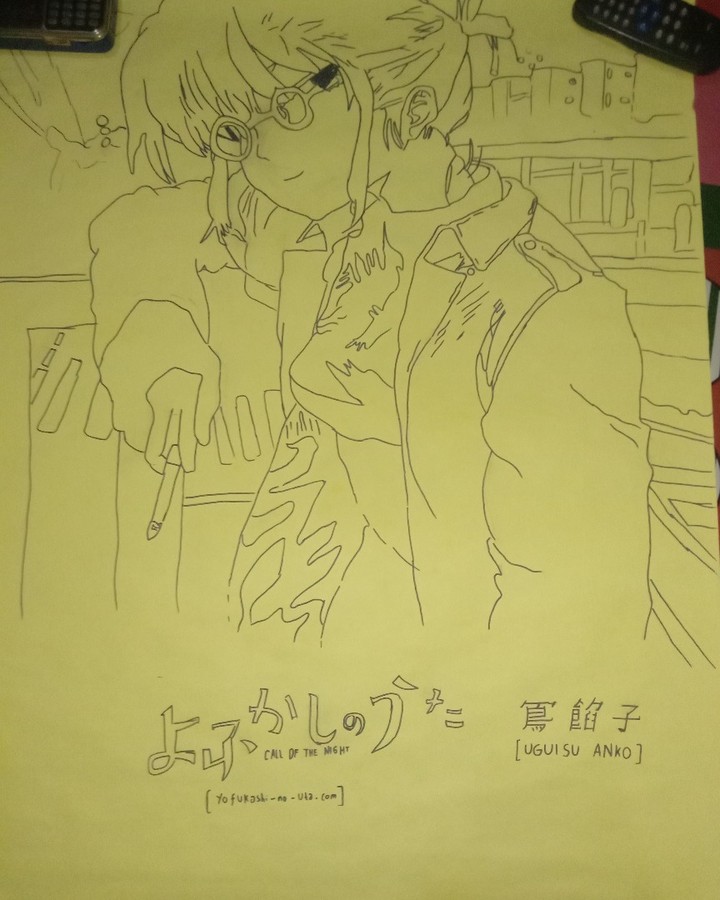 よふかしのうた
CALL OF THE NIGHT
[yofukashi-no-uta.com]
鶯 餡 子
[UGUISU ANKO]